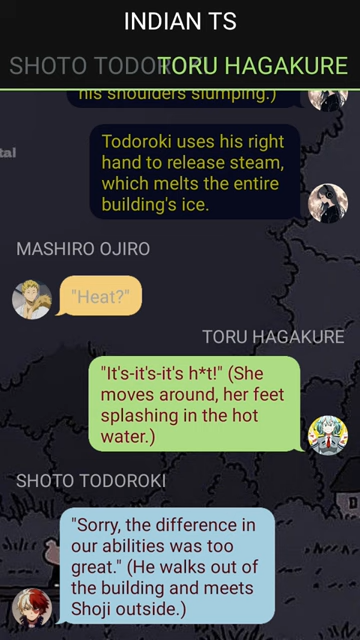 INDIAN TS
SHOTO TODOR
TORU HAGAKURE
his shoulders slumping.)
tal
Todoroki uses his right
hand to release steam,
which melts the entire
building's ice.
MASHIRO OJIRO
"Heat?"
TORU HAGAKURE
"It's-it's-it's h*t!" (She
moves around, her feet
splashing in the hot
water.)
SHOTO TODOROKI
"Sorry, the difference in
our abilities was too
great." (He walks out of
the building and meets
Shoji outside.)